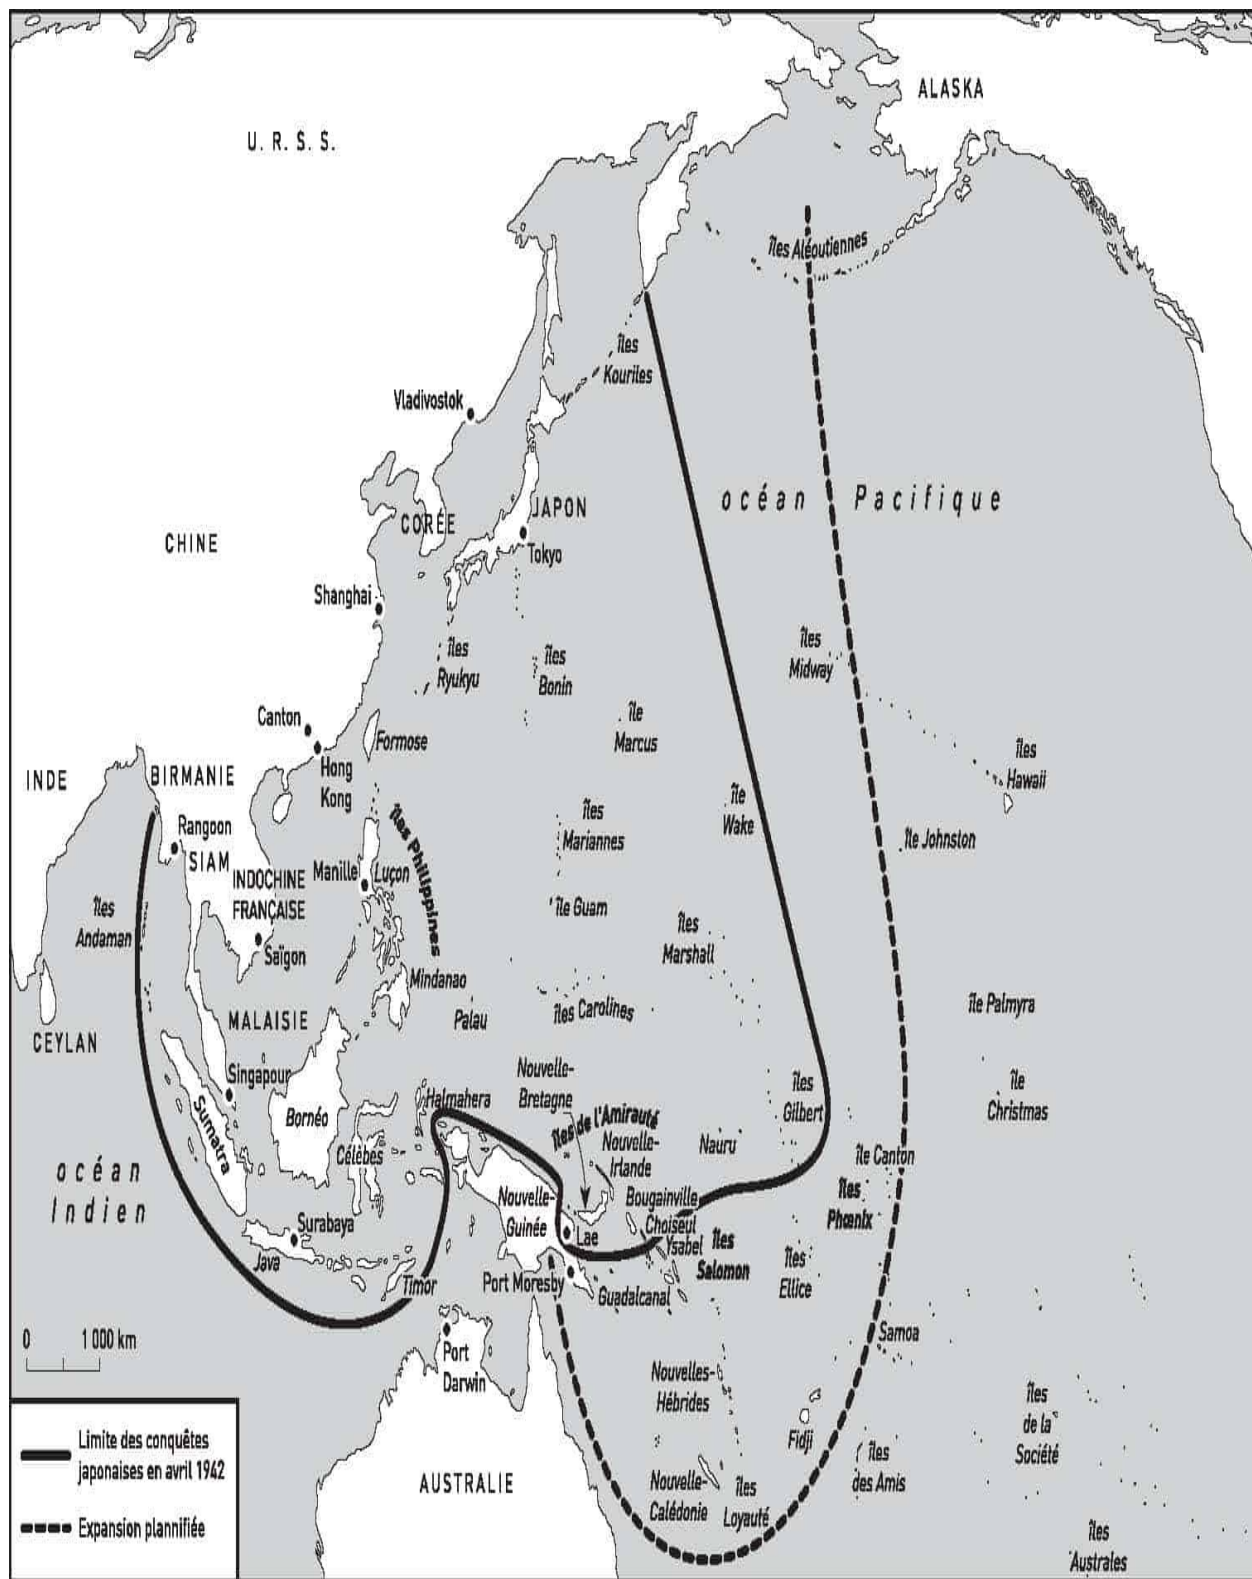 ALASKA
U. R. S. S.
îles Aléoutiennes
îles
Kouriles
Vladivostok
océan Pacifique
JAPON
CORÉE
CHINE
Tokyo
Shanghai
îles
Ryukyu
îles
Bonin
îles
Midway
Canton
île
Marcus
Formose
îles
Hawaii
INDE
BIRMANIE
Hong
Kong
île
Wake
îles
Mariannes
îles Philippines
Rangoon
SIAM
île Johnston
Manille
Luçon
INDOCHINE
FRANÇAISE
île Guam
îles
Andaman
îles
Marshall
Saïgon
Mindanao
île Palmyra
îles Carolines
Palau
MALAISIE
CEYLAN
Singapour
Nouvelle-
Bretagne
îles
Gilbert
île
Christmas
Halmahera
Bornéo
Sumatra
îles de l'Amirauté
Nouvelle-
Irlande
Nauru
Célèbes
île Canton
océan
Indien
îles
Phœnix
Nouvelle-
Guinée
Bougainville
Choiseul
Ysabel
Surabaya
Lae
îles
Salomon
Java
îles
Ellice
Timor
Port Moresby
Guadalcanal
Samoa
0 1 000 km
Port
Darwin
Nouvelles-
Hébrides
îles
de la
Société
Fidji
îles
des Amis
AUSTRALIE
Nouvelle-
Calédonie
îles
Loyauté
îles
Australes
Limite des conquêtes
japonaises en avril 1942
Expansion plannifiée